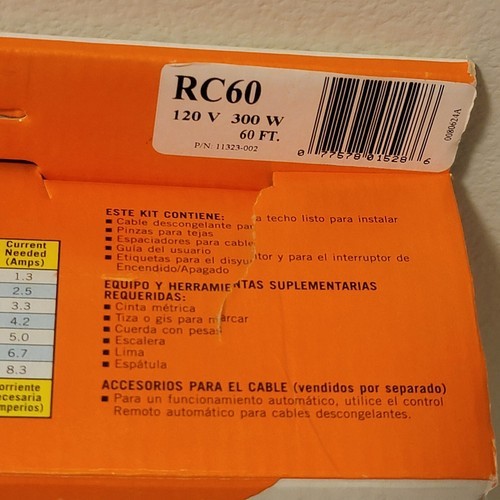 RC60
120 V 300 W
60 FT.
P/N: 11323-002
0 77578 01528 6
0080624A
ESTE KIT CONTIENE:
■ Cable descongelante pa a techo listo para instalar
■ Pinzas para tejas
■ Espaciadores para cable
■ Guía del usuario
■ Etiquetas para el disyuntor y para el interruptor de
Encendido/Apagado
EQUIPO Y HERRAMIENTAS SUPLEMENTARIAS
REQUERIDAS:
■ Cinta métrica
■ Tiza o gis para marcar
■ Cuerda con pesas
■ Escalera
■ Lima
■ Espátula
ACCESORIOS PARA EL CABLE (vendidos por separado)
■ Para un funcionamiento automático, utilice el control
Remoto automático para cables descongelantes.
Current
Needed
(Amps)
1.3
2.5
3.3
4.2
5.0
6.7
8.3
orriente
ecesaria
mperios)